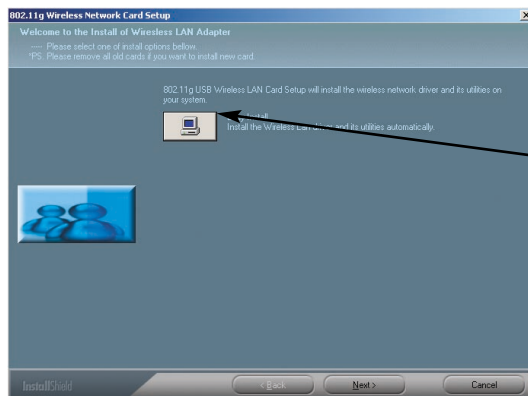 802.11g Wireless Network Card Setup
Welcome to the Install of Wireless LAN Adapter
---- Please select one of install options bellow.
*PS. Please remove all old cards if you want to install new card.
802.11g USB Wireless LAN Card Setup will install the wireless network driver and its utilities on
your system.
Install
Install the Wireless Lan driver and its utilities automatically.
InstallShield
< Back
Next >
Cancel